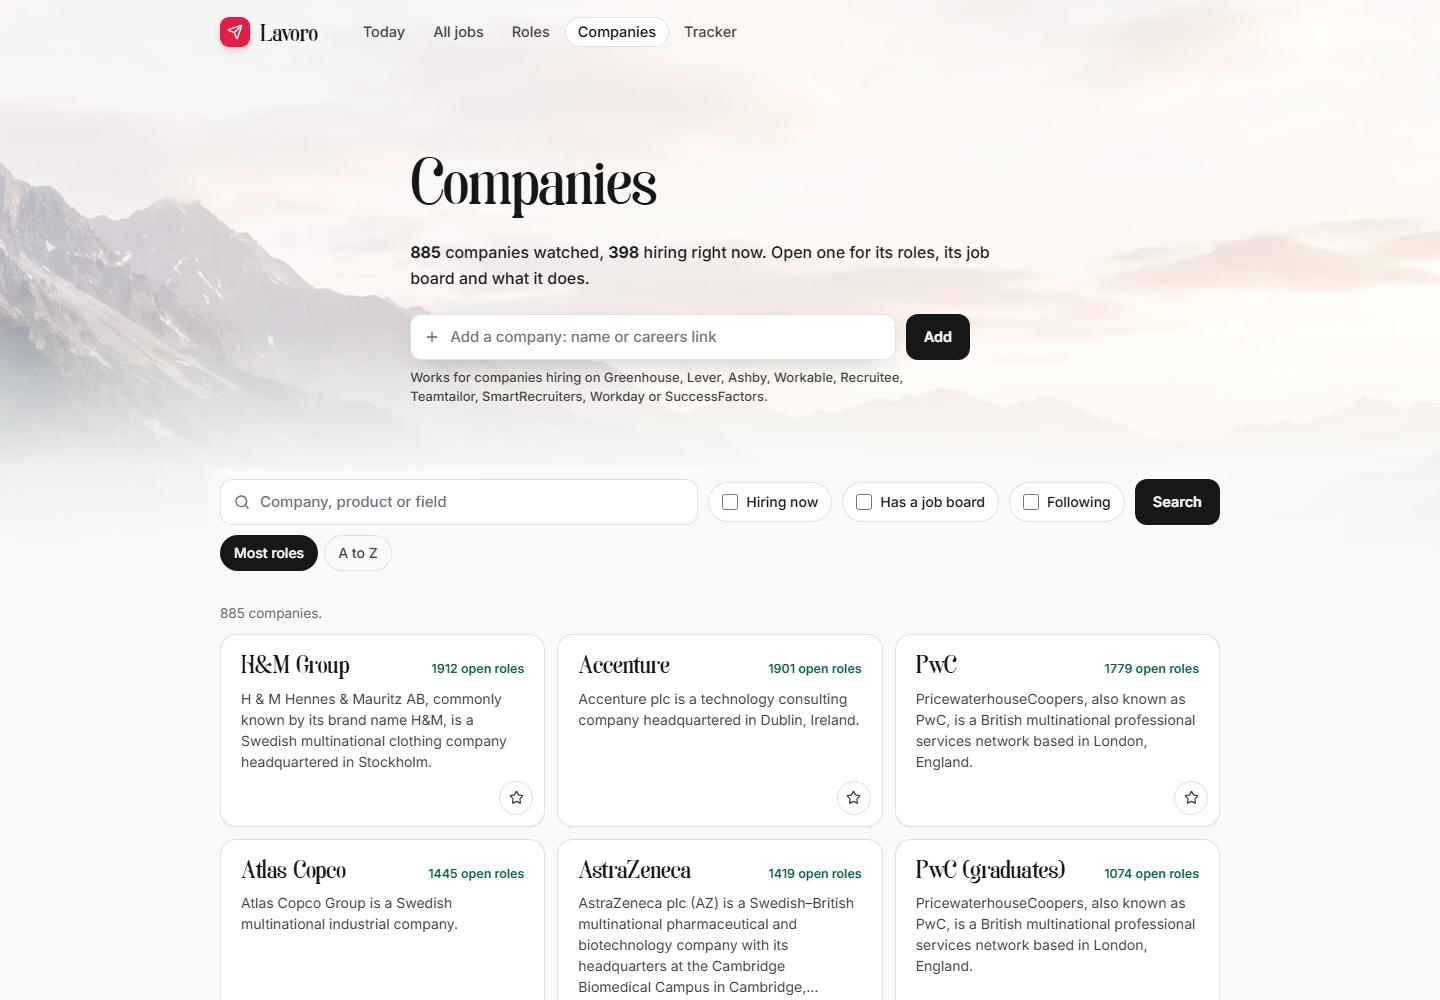 Lavoro
Today
All jobs
Roles
Companies
Tracker
Companies
885 companies watched, 398 hiring right now. Open one for its roles, its job
board and what it does.
Add a company: name or careers link
Add
Works for companies hiring on Greenhouse, Lever, Ashby, Workable, Recruitee,
Teamtailor, SmartRecruiters, Workday or SuccessFactors.
Company, product or field
Hiring now
Has a job board
Following
Search
Most roles
A to Z
885 companies.
H&M Group
1912 open roles
H & M Hennes & Mauritz AB, commonly
known by its brand name H&M, is a
Swedish multinational clothing company
headquartered in Stockholm.
Accenture
1901 open roles
Accenture plc is a technology consulting
company headquartered in Dublin, Ireland.
PwC
1779 open roles
PricewaterhouseCoopers, also known as
PwC, is a British multinational professional
services network based in London,
England.
Atlas Copco
1445 open roles
Atlas Copco Group is a Swedish
multinational industrial company.
AstraZeneca
1419 open roles
AstraZeneca plc (AZ) is a Swedish–British
multinational pharmaceutical and
biotechnology company with its
headquarters at the Cambridge
Biomedical Campus in Cambridge,...
PwC (graduates)
1074 open roles
PricewaterhouseCoopers, also known as
PwC, is a British multinational professional
services network based in London,
England.